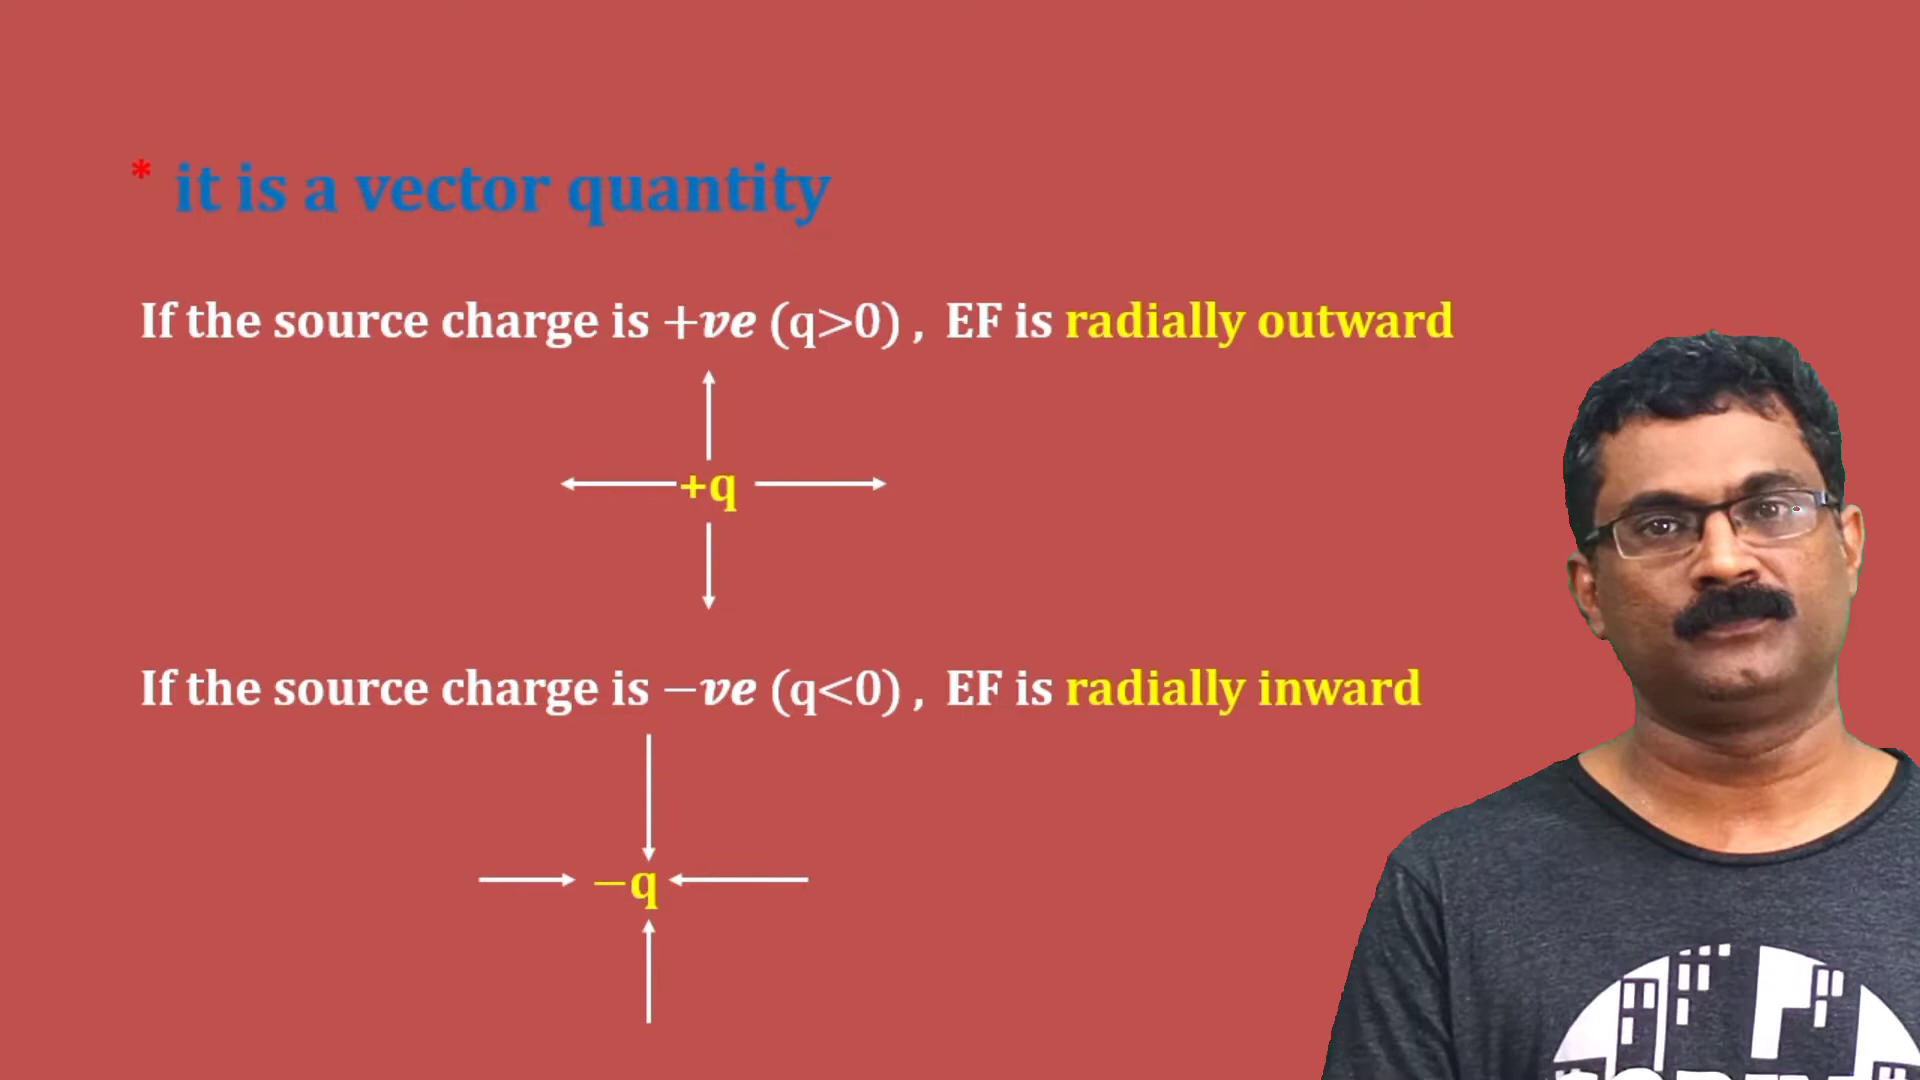 * it is a vector quantity
If the source charge is +ve (q>0) , EF is radially outward
+q
If the source charge is −ve (q<0) , EF is radially inward
−q